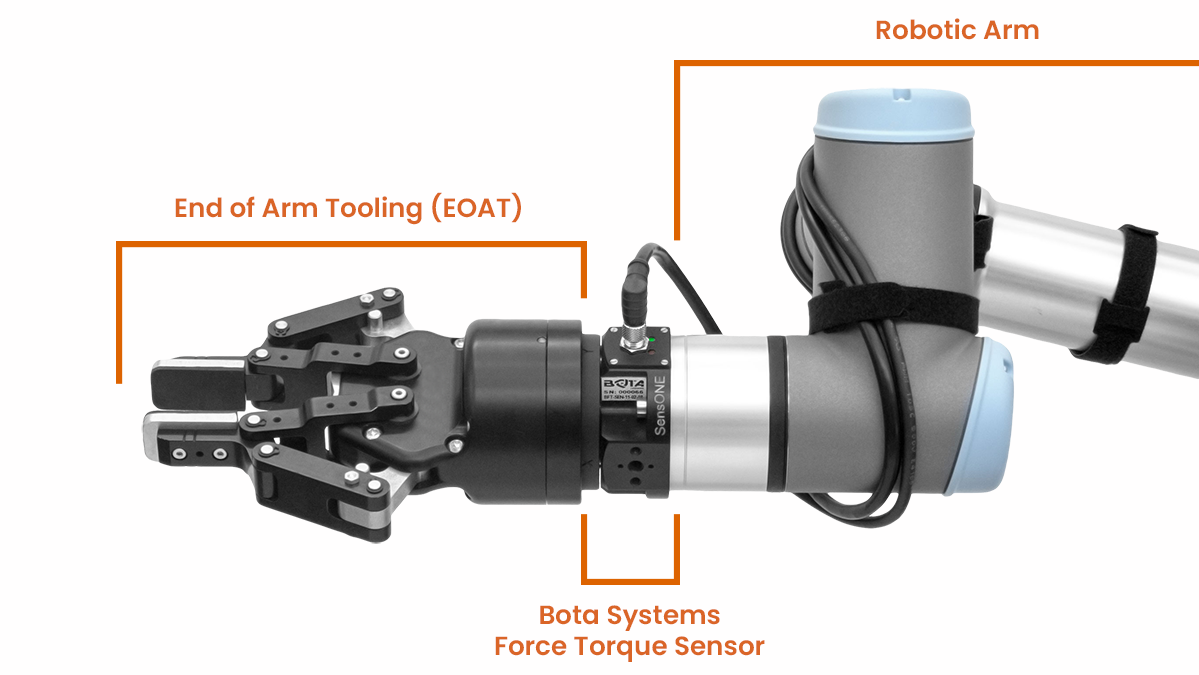 Robotic Arm
End of Arm Tooling (EOAT)
BOTA
SensONE
Bota Systems
Force Torque Sensor